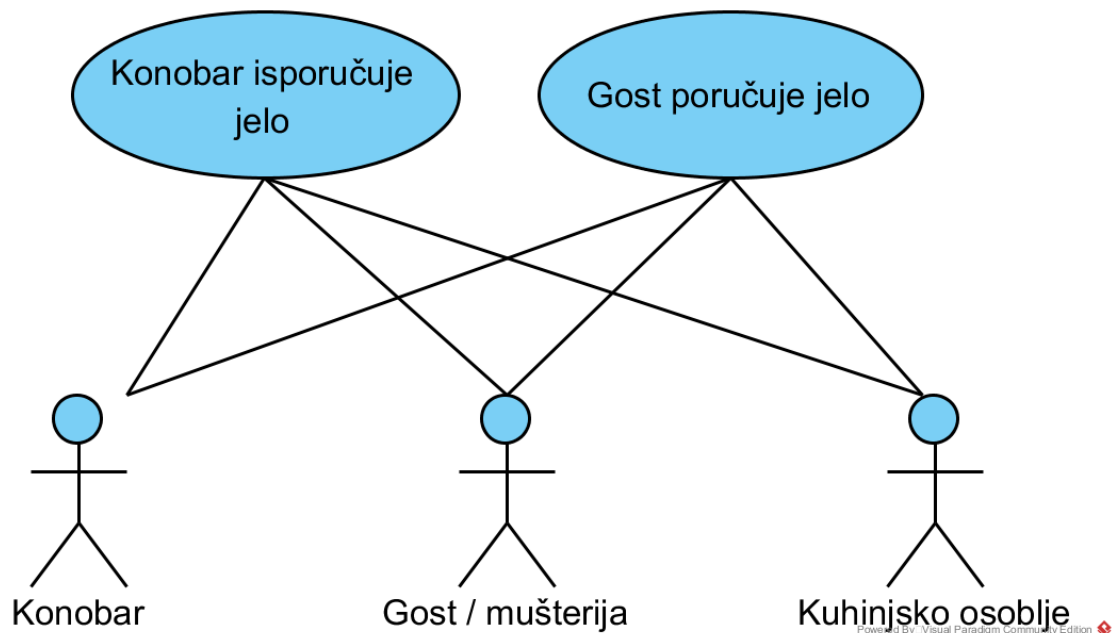 Konobar isporučuje
jelo
Gost poručuje jelo
Konobar
Gost / mušterija
Kuhinjsko osoblje
Powered By Visual Paradigm Community Edition